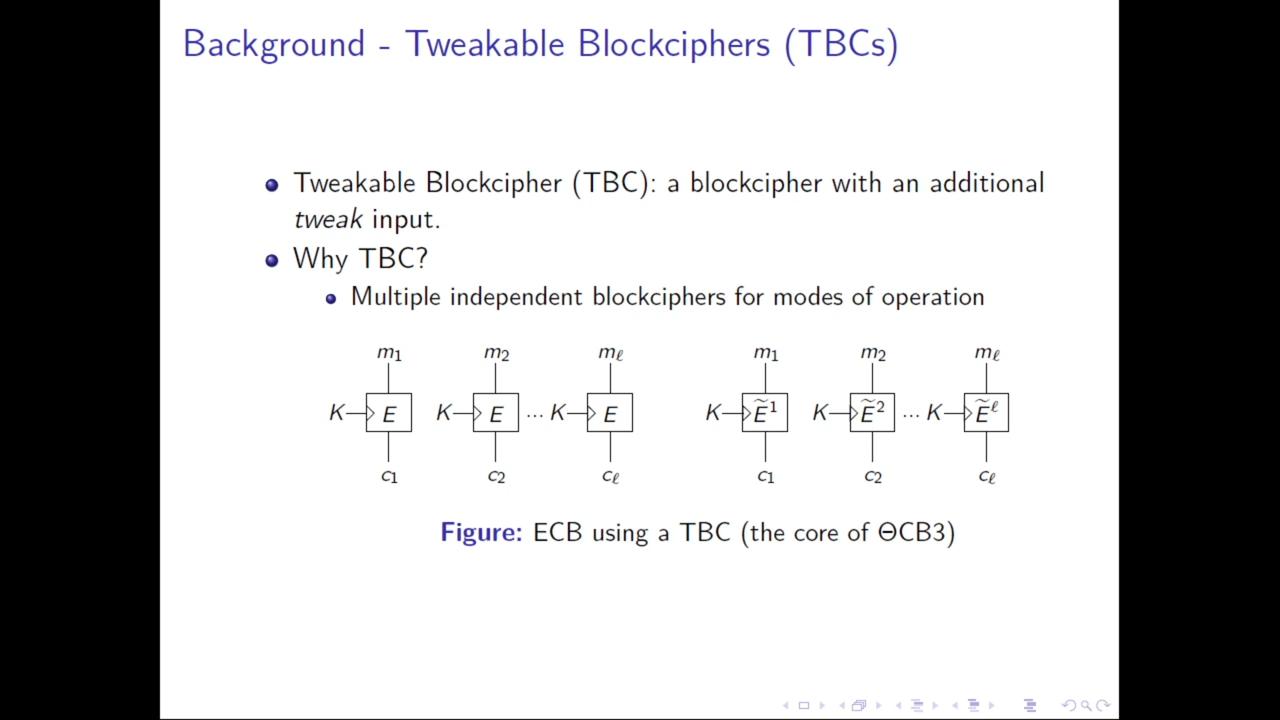 Background - Tweakable Blockciphers (TBCs)
Tweakable Blockcipher (TBC): a blockcipher with an additional
tweak input.
Why TBC?
Multiple independent blockciphers for modes of operation
m₁ m₂ mℓ m₁ m₂ mℓ
K E K E ... K E K Ẽ¹ K Ẽ² ... K Ẽ^ℓ
c₁ c₂ cℓ c₁ c₂ cℓ
Figure: ECB using a TBC (the core of ΘCB3)